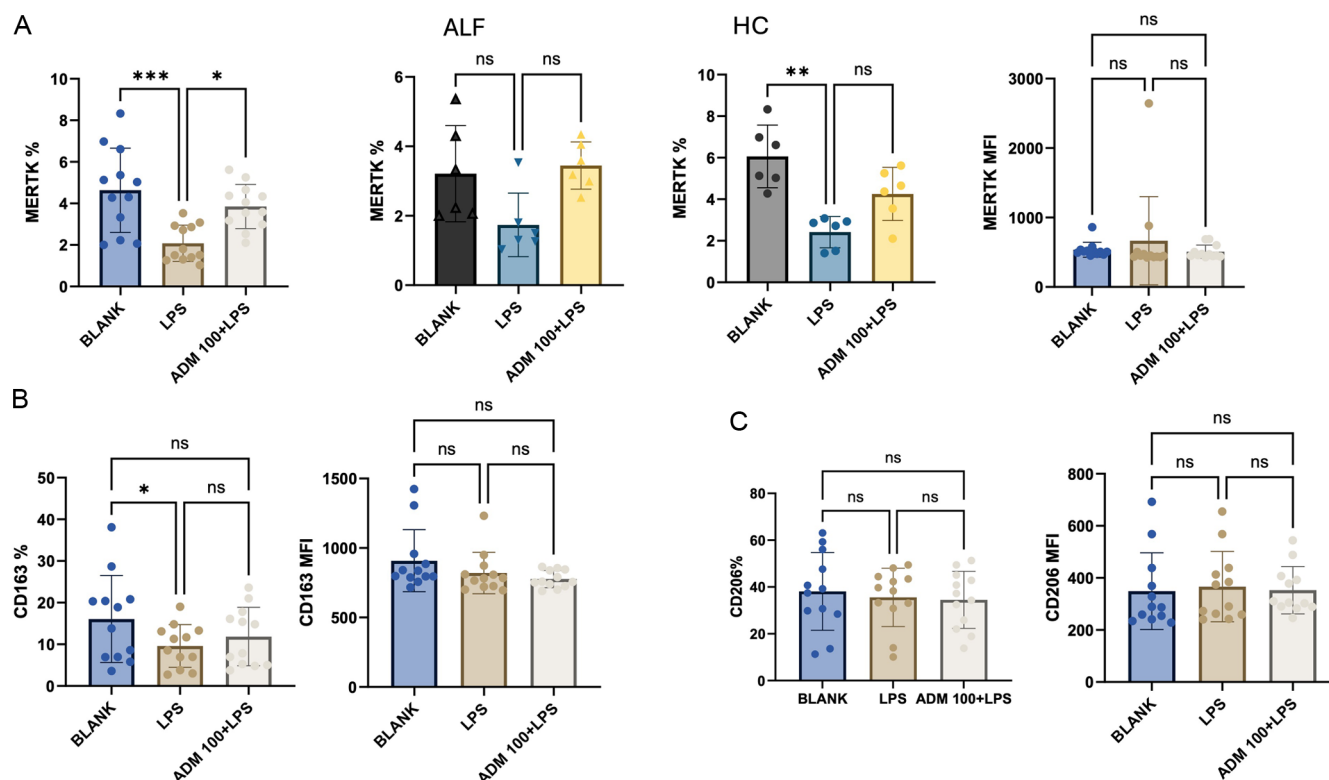 A
ALF
HC
*** *
MERTK %
10
8
6
4
2
0
BLANK
LPS
ADM 100+LPS
ns ns
MERTK %
6
4
2
0
BLANK
LPS
ADM 100+LPS
** ns
MERTK %
10
8
6
4
2
0
BLANK
LPS
ADM 100+LPS
ns
ns ns
MERTK MFI
3000
2000
1000
500
0
BLANK
LPS
ADM 100+LPS
B
ns
* ns
CD163 %
50
40
30
20
10
0
BLANK
LPS
ADM 100+LPS
ns
ns ns
CD163 MFI
1500
1000
500
0
BLANK
LPS
ADM 100+LPS
C
ns
ns ns
CD206%
80
60
40
20
0
BLANK LPS ADM 100+LPS
ns
ns ns
CD206 MFI
800
600
400
200
0
BLANK
LPS
ADM 100+LPS